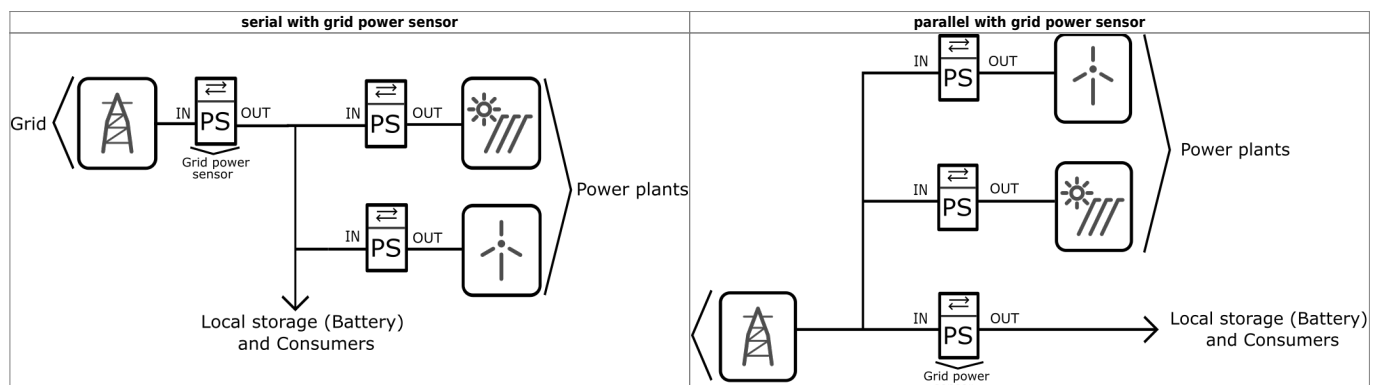 serial with grid power sensor
parallel with grid power sensor
Grid
IN
PS
OUT
Grid power
sensor
IN
PS
OUT
IN
PS
OUT
Power plants
Local storage (Battery)
and Consumers
IN
PS
OUT
IN
PS
OUT
Power plants
IN
PS
OUT
Grid power
Local storage (Battery)
and Consumers